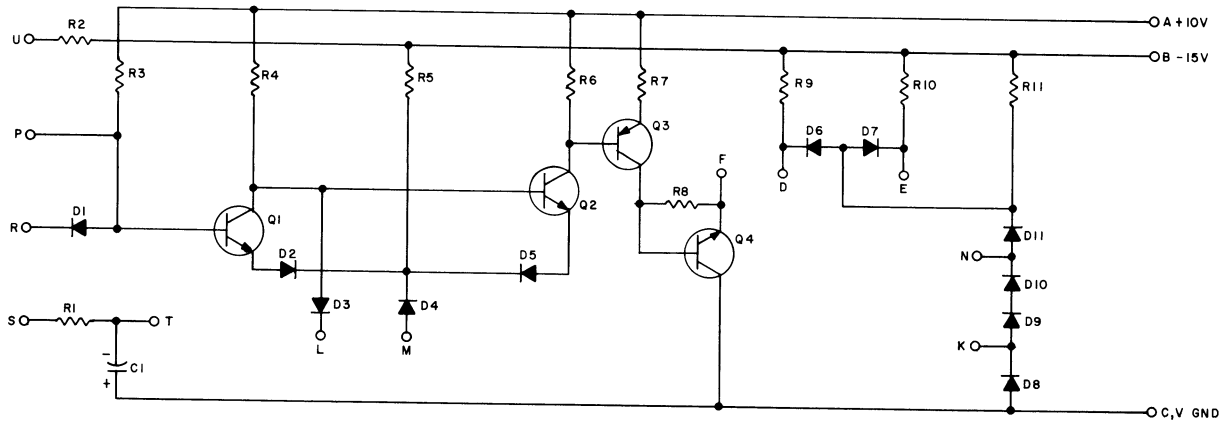 A+10V
R2
U
B-15V
R3
R4
R5
R6
R7
R9
R10
R11
P
Q3
D6
D7
F
D
E
R8
Q2
D1
R
Q1
Q4
D11
D2
D5
N
D10
D3
D4
R1
S
T
D9
L
M
K
-
C1
+
D8
C,V GND